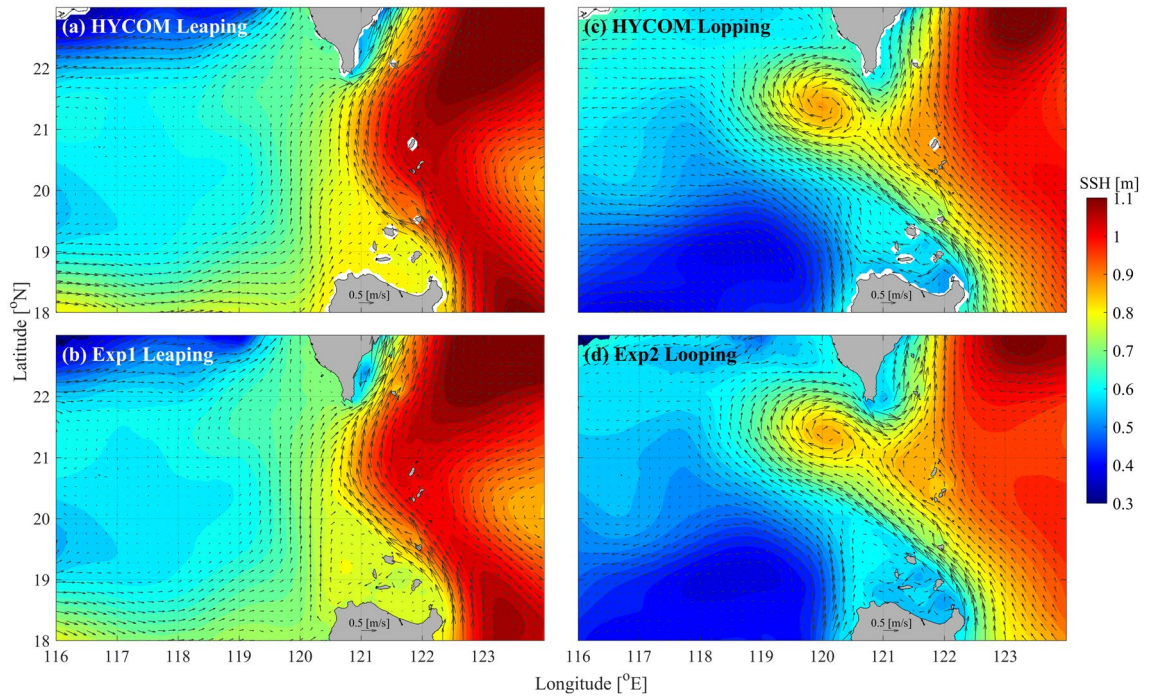 (a) HYCOM Leaping
(c) HYCOM Lopping
22
21
20
19
18
0.5 [m/s]
0.5 [m/s]
SSH [m]
1.1
1
0.9
0.8
0.7
0.6
0.5
0.4
0.3
Latitude [°N]
(b) Exp1 Leaping
(d) Exp2 Looping
22
21
20
19
18
0.5 [m/s]
0.5 [m/s]
116 117 118 119 120 121 122 123
116 117 118 119 120 121 122 123
Longitude [°E]